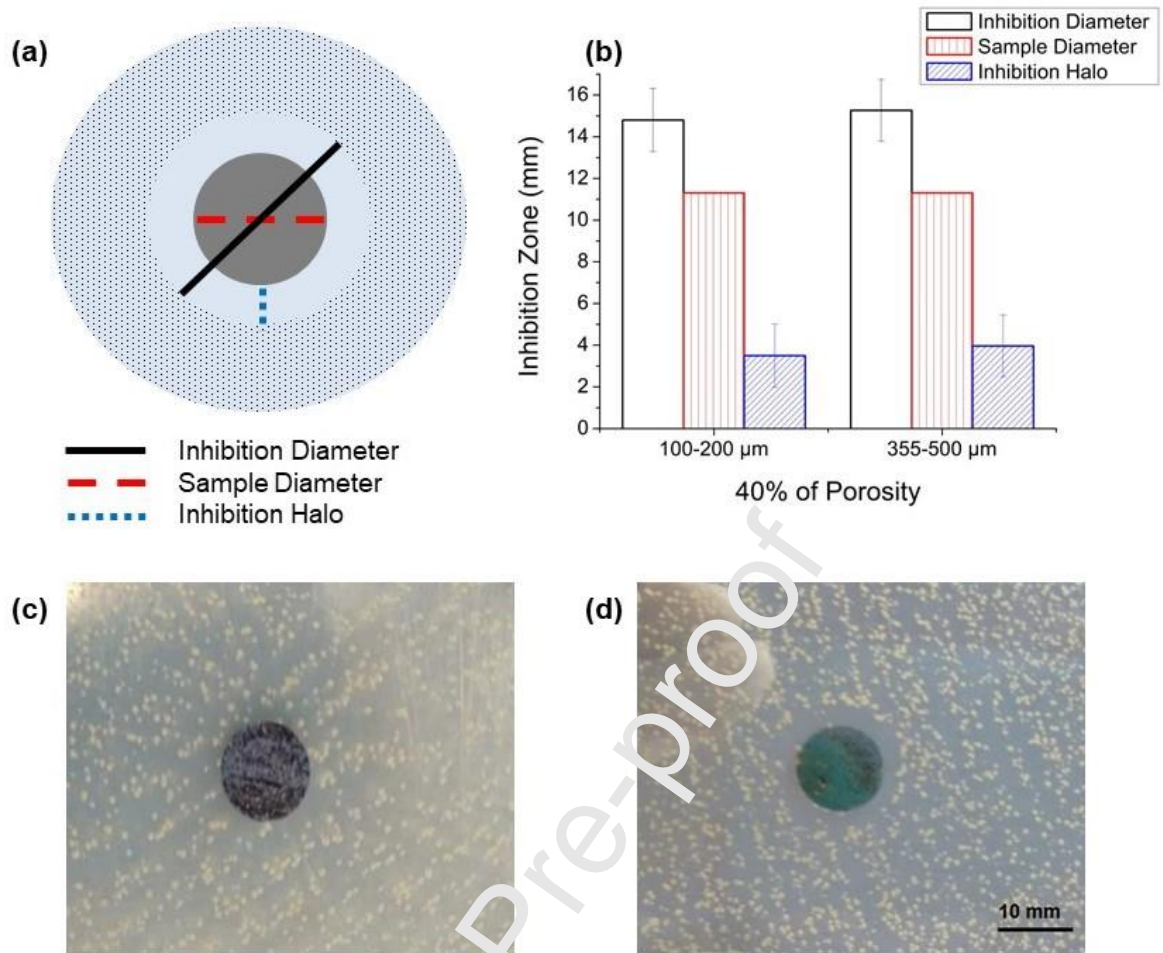 (a)
Inhibition Diameter
Sample Diameter
Inhibition Halo
(b)
Inhibition Diameter
Sample Diameter
Inhibition Halo
Inhibition Zone (mm)
16
14
12
10
8
6
4
2
0
100-200 µm
355-500 µm
40% of Porosity
(c)
(d)
10 mm
Pre-proof